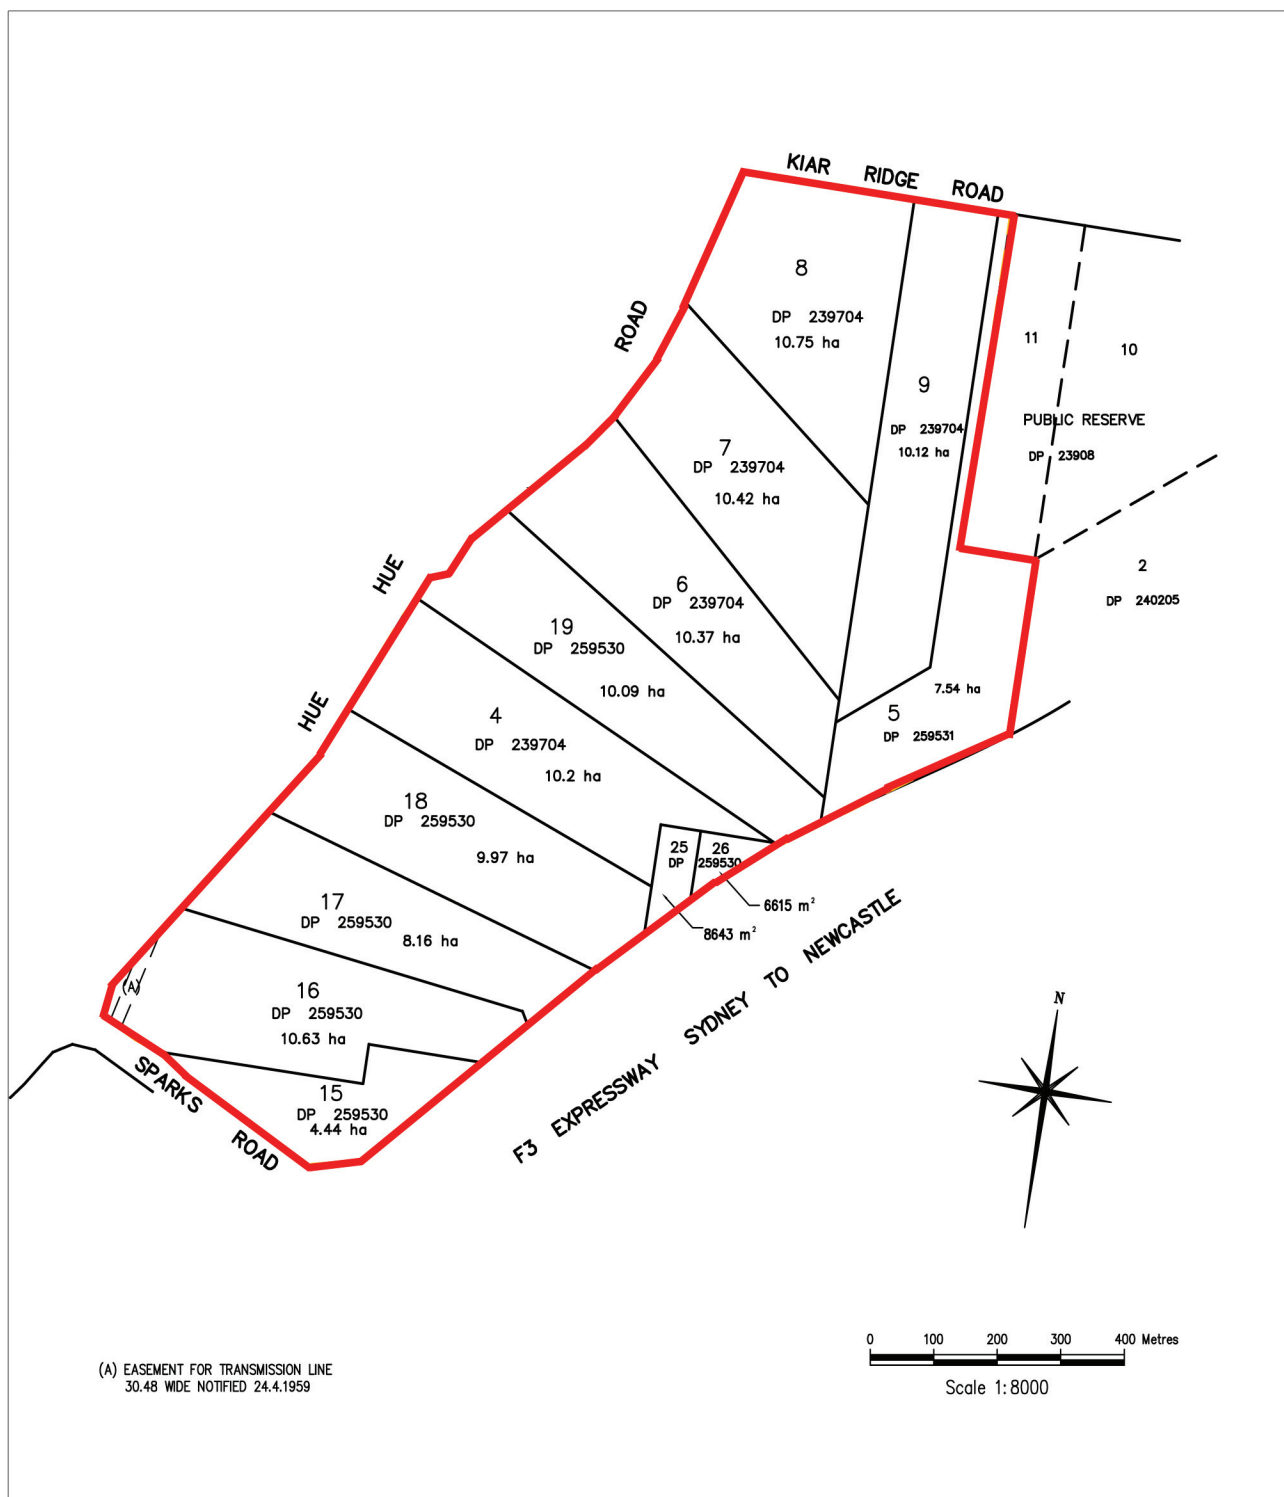 KIAR RIDGE ROAD
8
DP 239704
10.75 ha
ROAD
11
10
9
DP 239704
10.12 ha
PUBLIC RESERVE
DP 23908
7
DP 239704
10.42 ha
HUE
6
DP 239704
10.37 ha
2
DP 240205
19
DP 259530
10.09 ha
7.54 ha
5
DP 259531
HUE
4
DP 239704
10.2 ha
18
DP 259530
9.97 ha
25 26
DP 259530
6615 m²
8643 m²
17
DP 259530
8.16 ha
F3 EXPRESSWAY SYDNEY TO NEWCASTLE
(A)
16
DP 259530
10.63 ha
N
SPARKS ROAD
15
DP 259530
4.44 ha
0 100 200 300 400 Metres
Scale 1:8000
(A) EASEMENT FOR TRANSMISSION LINE
30.48 WIDE NOTIFIED 24.4.1959